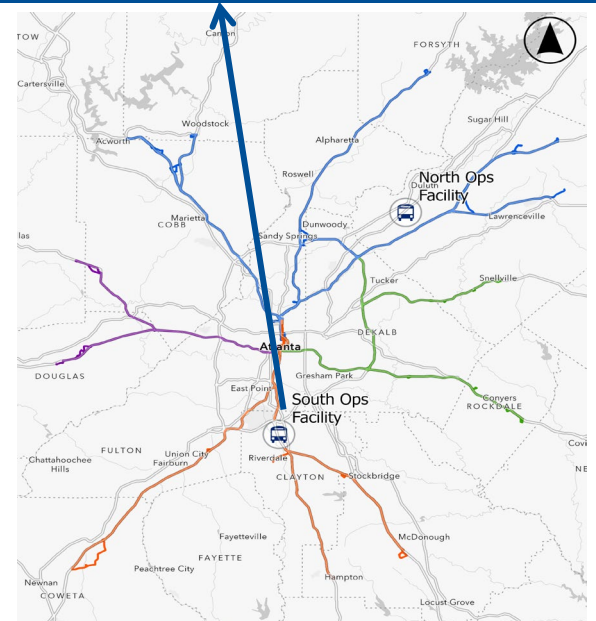 TOW
Canton
FORSYTH
Cartersville
Sugar Hill
Woodstock
Acworth
Alpharetta
Roswell
North Ops
Duluth
Facility
Marietta
COBB
Dunwoody
Sandy Springs
Lawrenceville
las
Tucker
Snellville
DEKALB
Atlanta
DOUGLAS
Gresham Park
East Point
Conyers
ROCKDALE
South Ops
Facility
Covi
FULTON
Union City
Fairburn
Riverdale
NE
Chattahoochee
Hills
CLAYTON
Stockbridge
Fayetteville
McDonough
FAYETTE
Peachtree City
Hampton
Newnan
COWETA
Locust Grove